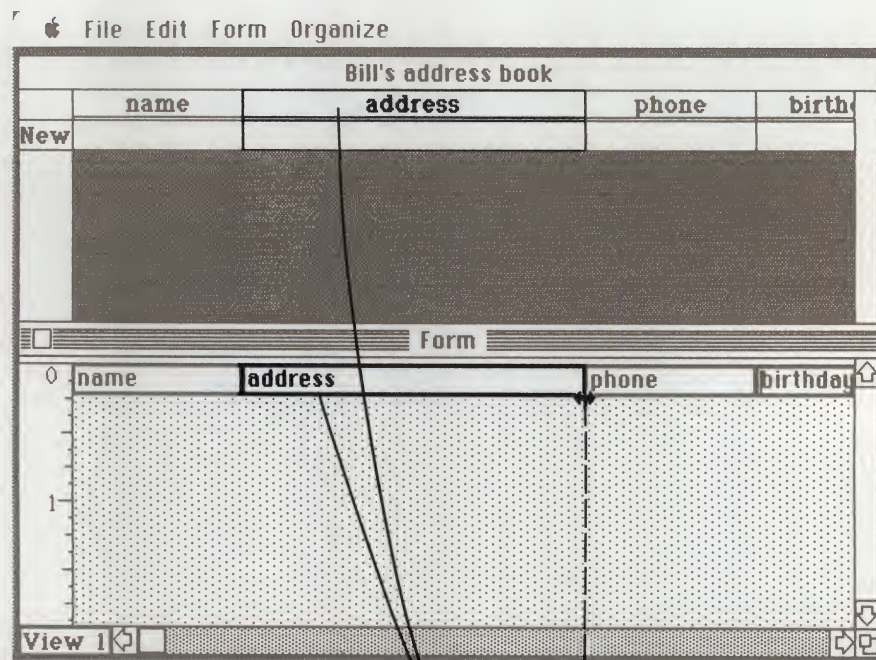 File Edit Form Organize
Bill's address book
name address phone birthd
New
Form
0 name address phone birthday
1
View 1